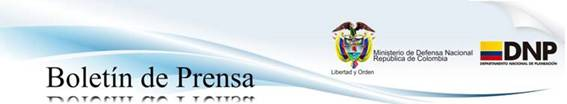 Ministerio de Defensa Nacional
República de Colombia
Libertad y Orden
DNP
DEPARTAMENTO NACIONAL DE PLANEACIÓN
Boletín de Prensa